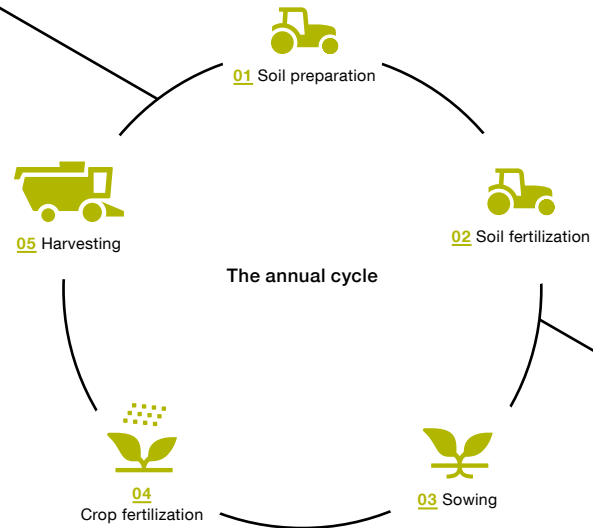 01 Soil preparation
02 Soil fertilization
05 Harvesting
The annual cycle
03 Sowing
04
Crop fertilization